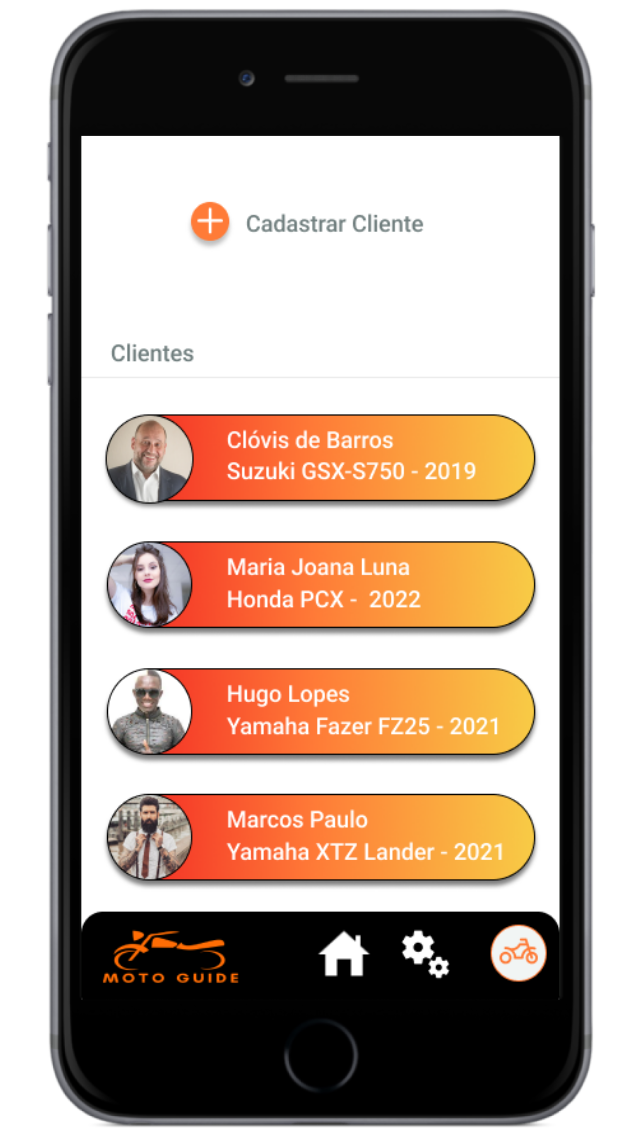 Cadastrar Cliente
Clientes
Clóvis de Barros
Suzuki GSX-S750 - 2019
Maria Joana Luna
Honda PCX - 2022
Hugo Lopes
Yamaha Fazer FZ25 - 2021
Marcos Paulo
Yamaha XTZ Lander - 2021
MOTO GUIDE